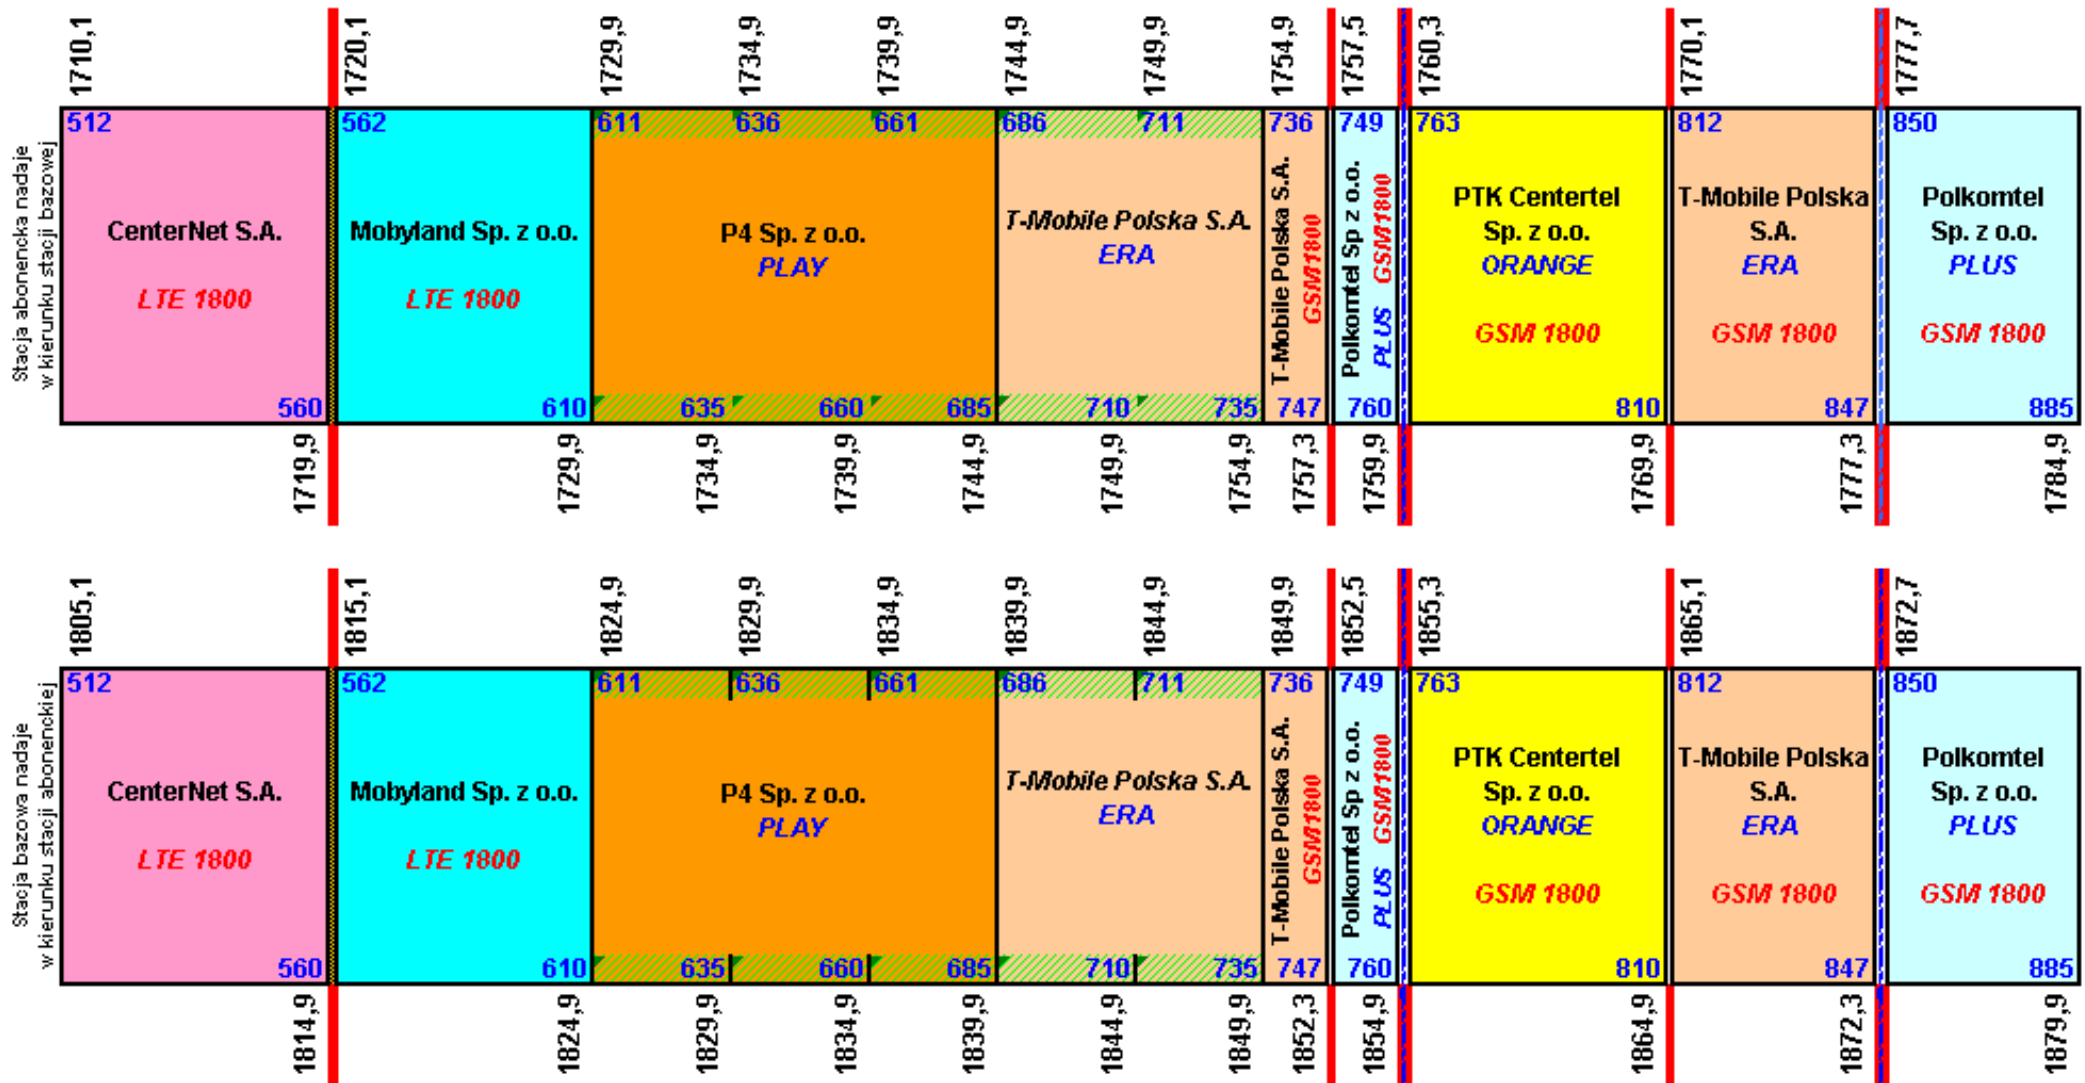 1710,1
1720,1
1729,9
1734,9
1739,9
1744,9
1749,9
1754,9
1757,5
1760,3
1770,1
1777,7
Stacja abonencka nadaje
w kierunku stacji bazowej
512
562
611
636
661
686
711
736
749
763
812
850
CenterNet S.A.
LTE 1800
Mobyland Sp. z o.o.
LTE 1800
P4 Sp. z o.o.
PLAY
T-Mobile Polska S.A.
ERA
T-Mobile Polska S.A.
GSM1800
Polkomtel Sp z o.o.
PLUS GSM1800
PTK Centertel
Sp. z o.o.
ORANGE
GSM 1800
T-Mobile Polska
S.A.
ERA
GSM 1800
Polkomtel
Sp. z o.o.
PLUS
GSM 1800
560
610
635
660
685
710
735
747
760
810
847
885
1719,9
1729,9
1734,9
1739,9
1744,9
1749,9
1754,9
1757,3
1759,9
1769,9
1777,3
1784,9
1805,1
1815,1
1824,9
1829,9
1834,9
1839,9
1844,9
1849,9
1852,5
1855,3
1865,1
1872,7
Stacja bazowa nadaje
w kierunku stacji abonenckiej
512
562
611
636
661
686
711
736
749
763
812
850
CenterNet S.A.
LTE 1800
Mobyland Sp. z o.o.
LTE 1800
P4 Sp. z o.o.
PLAY
T-Mobile Polska S.A.
ERA
T-Mobile Polska S.A.
GSM1800
Polkomtel Sp z o.o.
PLUS GSM1800
PTK Centertel
Sp. z o.o.
ORANGE
GSM 1800
T-Mobile Polska
S.A.
ERA
GSM 1800
Polkomtel
Sp. z o.o.
PLUS
GSM 1800
560
610
635
660
685
710
735
747
760
810
847
885
1814,9
1824,9
1829,9
1834,9
1839,9
1844,9
1849,9
1852,3
1854,9
1864,9
1872,3
1879,9